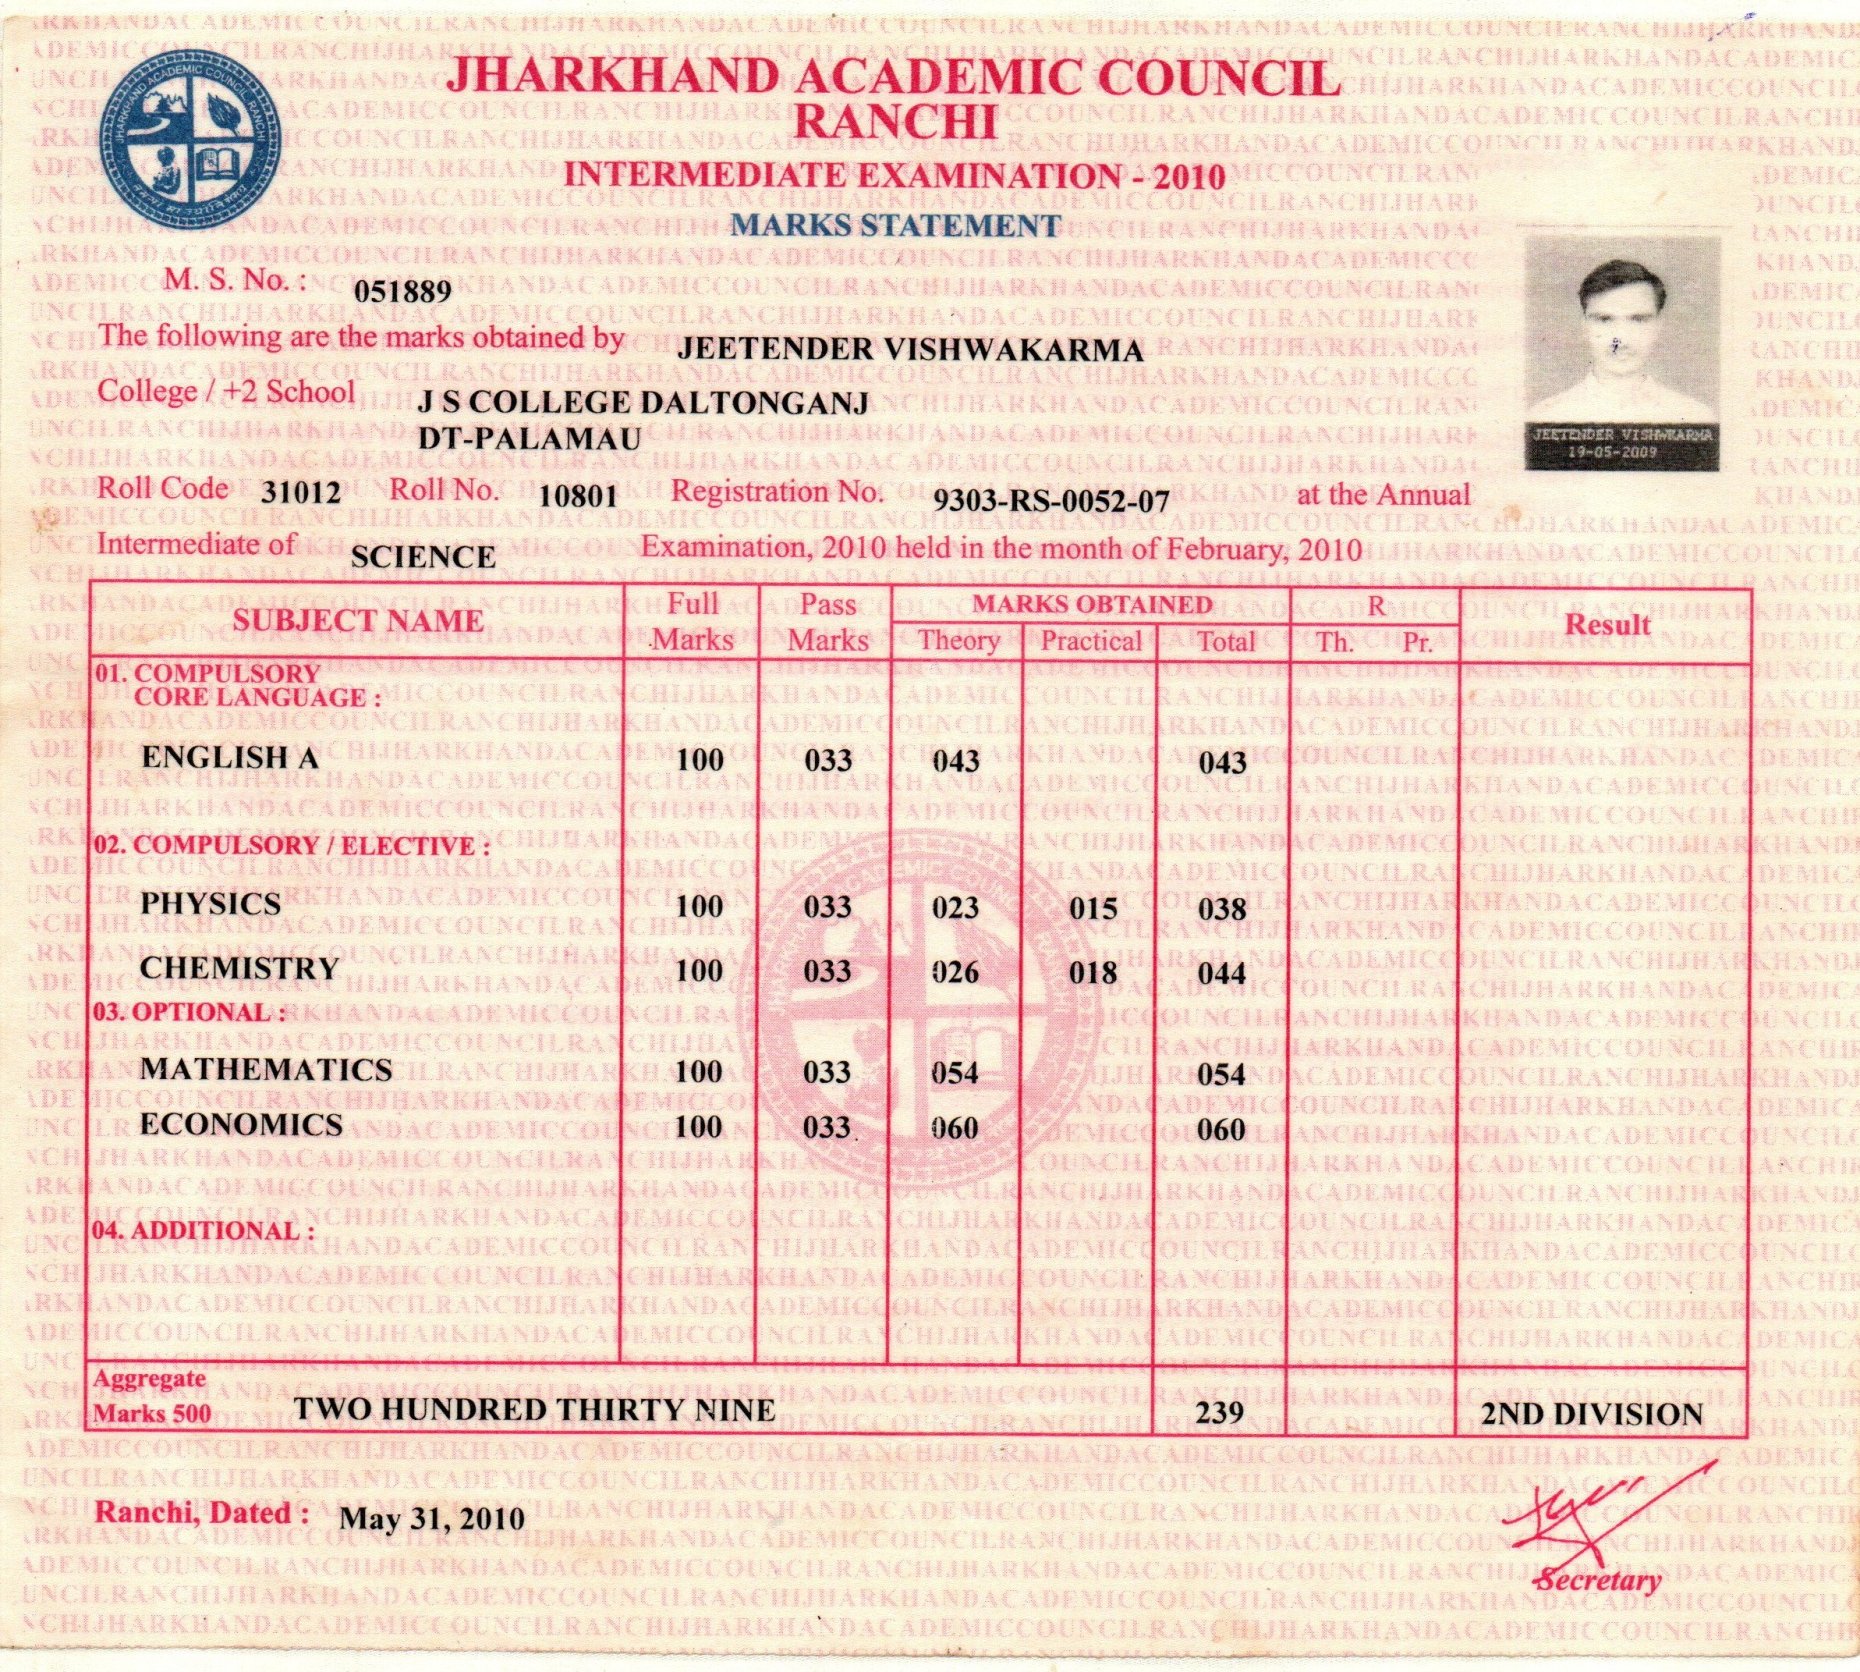 JHARKHAND ACADEMIC COUNCIL
RANCHI
INTERMEDIATE EXAMINATION - 2010
MARKS STATEMENT
JHARKHAND ACADEMIC COUNCIL RANCHI
M. S. No. : 051889
The following are the marks obtained by JEETENDER VISHWAKARMA
College / +2 School J S COLLEGE DALTONGANJ
DT-PALAMAU
JEETENDER VISHWAKARMA
19-05-2009
Roll Code 31012 Roll No. 10801 Registration No. 9303-RS-0052-07 at the Annual
Intermediate of SCIENCE Examination, 2010 held in the month of February, 2010
SUBJECT NAME Full Marks Pass Marks MARKS OBTAINED R Result
Theory Practical Total Th. Pr.
01. COMPULSORY
CORE LANGUAGE :
ENGLISH A 100 033 043 043
02. COMPULSORY / ELECTIVE :
PHYSICS 100 033 023 015 038
CHEMISTRY 100 033 026 018 044
03. OPTIONAL :
MATHEMATICS 100 033 054 054
ECONOMICS 100 033 060 060
04. ADDITIONAL :
Aggregate
Marks 500 TWO HUNDRED THIRTY NINE 239 2ND DIVISION
Ranchi, Dated : May 31, 2010
Secretary